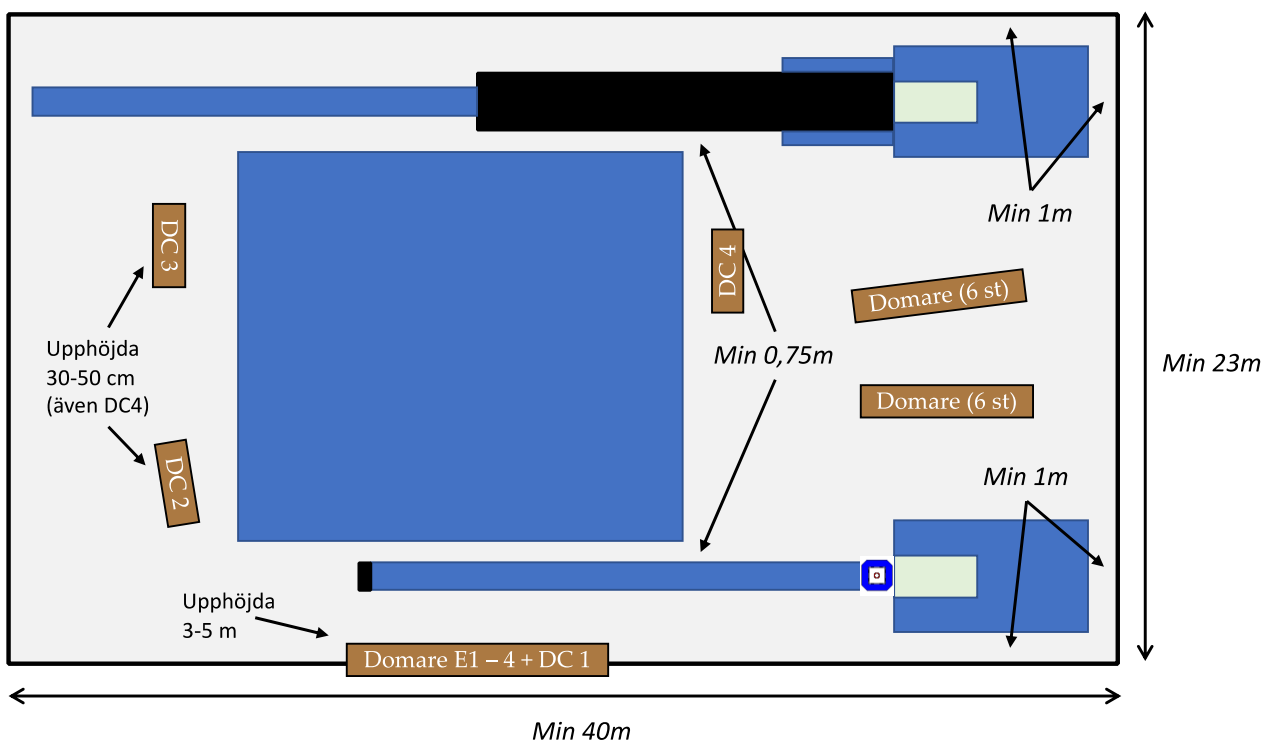 Min 1m
DC 3
DC 4
Domare (6 st)
Upphöjda
30-50 cm
(även DC4)
Min 0,75m
Min 23m
Domare (6 st)
DC 2
Min 1m
Upphöjda
3-5 m
Domare E1 – 4 + DC 1
Min 40m